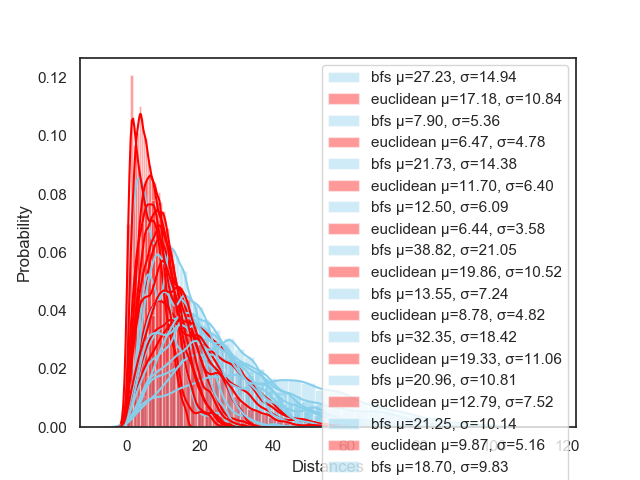 0.12
0.10
0.08
0.06
0.04
0.02
0.00
Probability
bfs μ=27.23, σ=14.94
euclidean μ=17.18, σ=10.84
bfs μ=7.90, σ=5.36
euclidean μ=6.47, σ=4.78
bfs μ=21.73, σ=14.38
euclidean μ=11.70, σ=6.40
bfs μ=12.50, σ=6.09
euclidean μ=6.44, σ=3.58
bfs μ=38.82, σ=21.05
euclidean μ=19.86, σ=10.52
bfs μ=13.55, σ=7.24
euclidean μ=8.78, σ=4.82
bfs μ=32.35, σ=18.42
euclidean μ=19.33, σ=11.06
bfs μ=20.96, σ=10.81
euclidean μ=12.79, σ=7.52
bfs μ=21.25, σ=10.14
euclidean μ=9.87, σ=5.16
bfs μ=18.70, σ=9.83
0 20 40 60 80 100 120
Distances